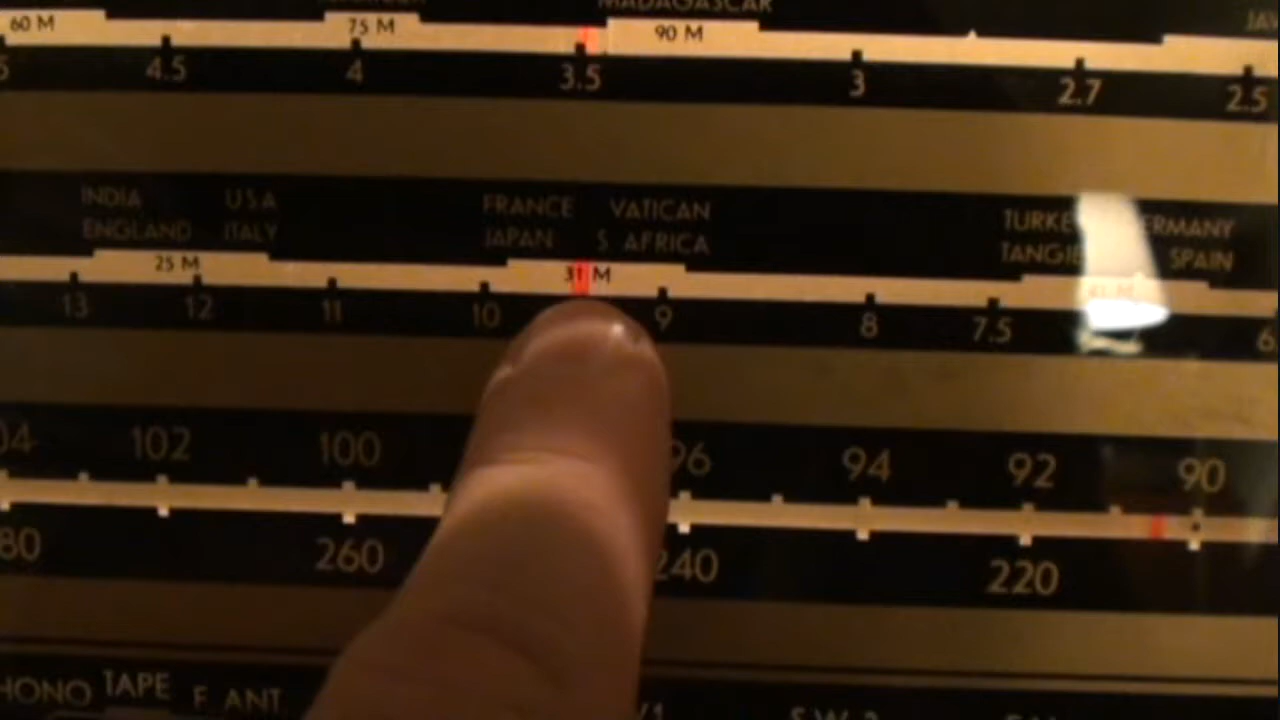 MADAGASCAR
60 M 75 M 90 M
4.5 4 3.5 3 2.7 2.5
INDIA USA FRANCE VATICAN
ENGLAND ITALY JAPAN S. AFRICA SPAIN
25 M 31 M 41 M
13 12 11 10 9 8 7.5
102 100 96 94 92 90
260 240 220
TAPE F. ANT.